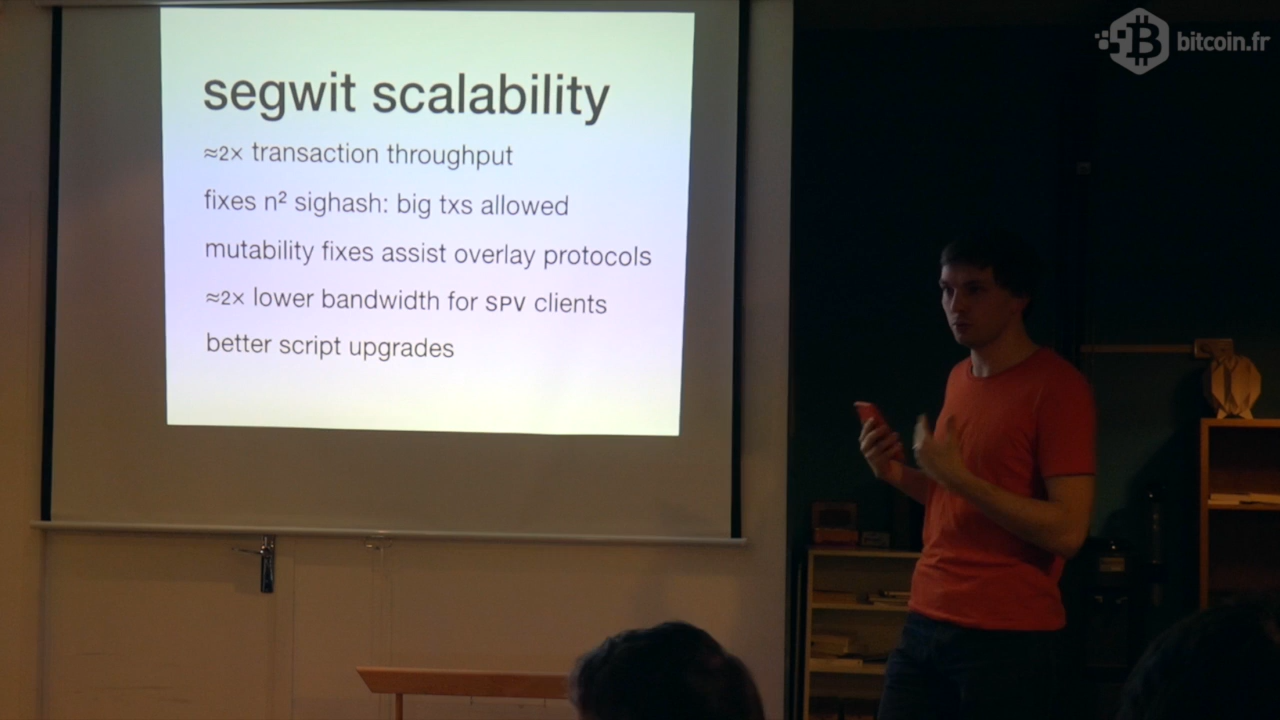 segwit scalability
≈2× transaction throughput
fixes n² sighash: big txs allowed
mutability fixes assist overlay protocols
≈2× lower bandwidth for SPV clients
better script upgrades
bitcoin.fr